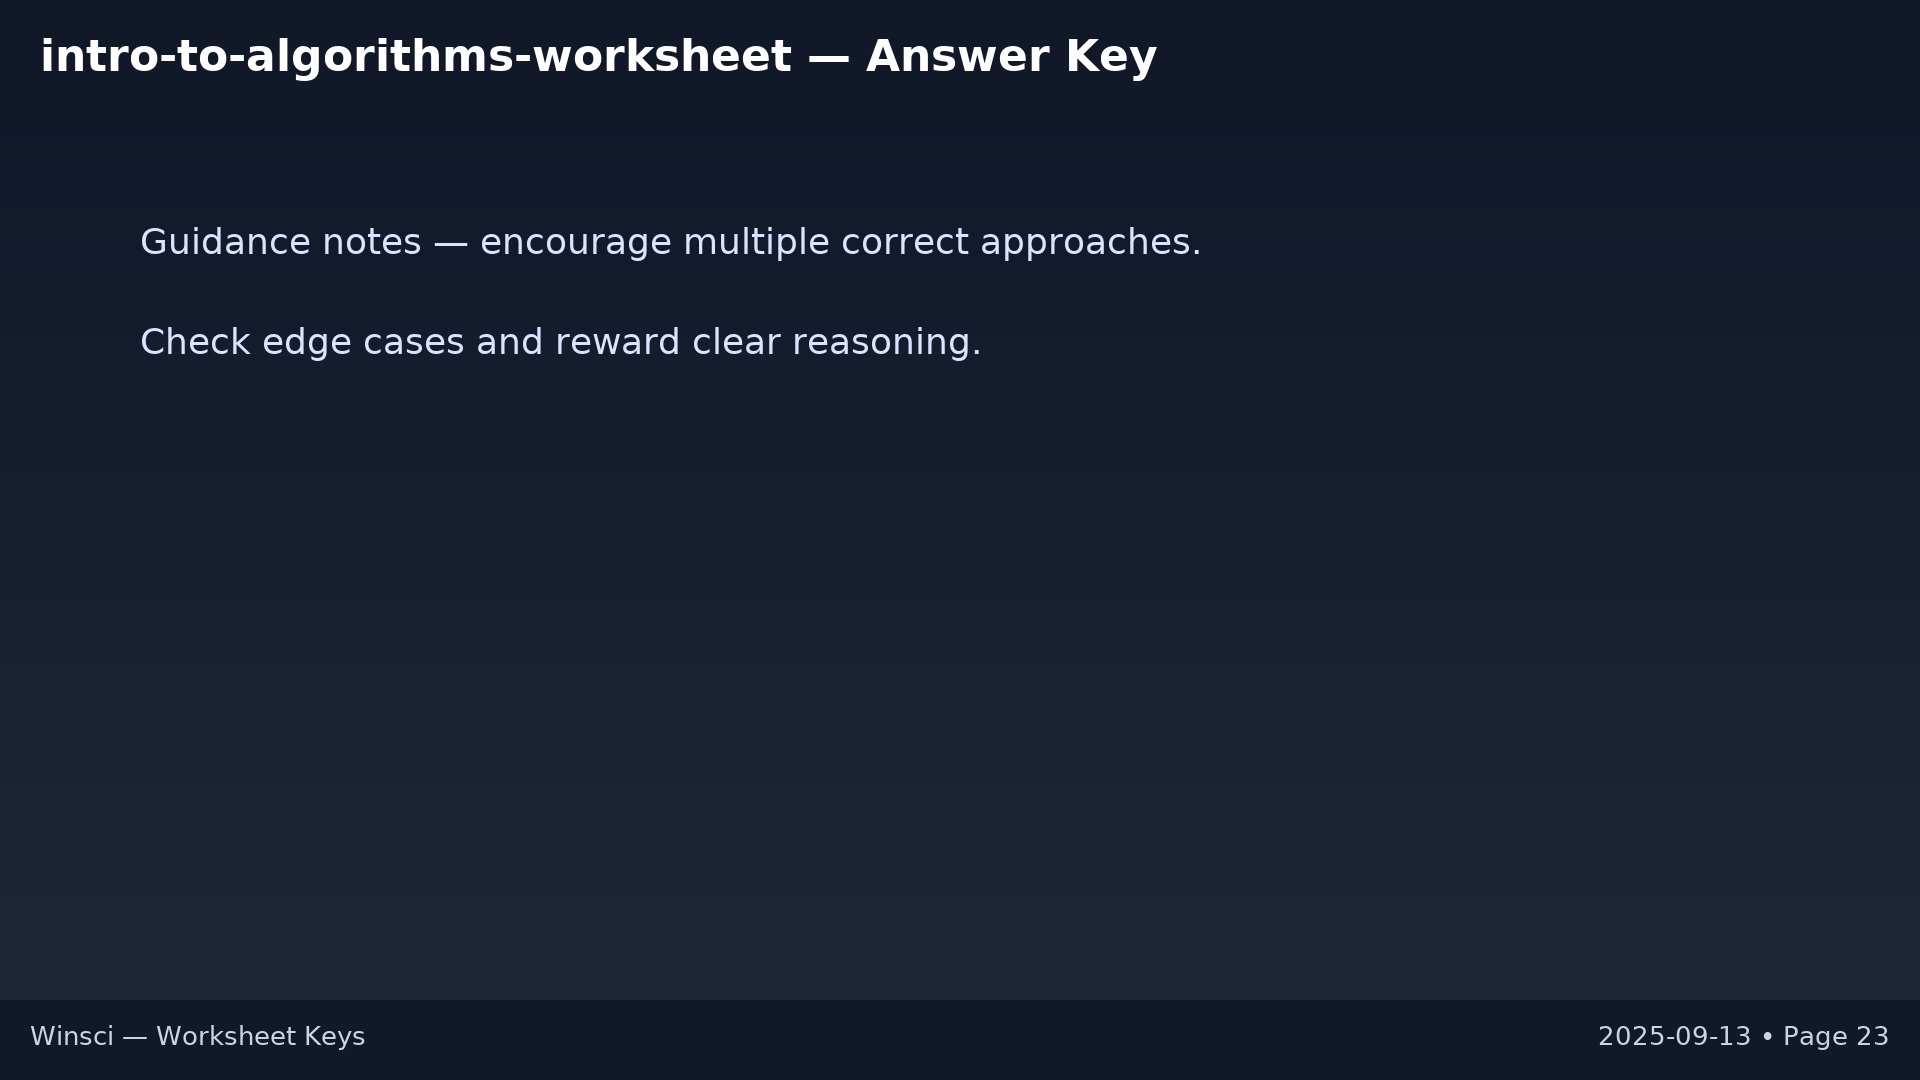 intro-to-algorithms-worksheet — Answer Key
Guidance notes — encourage multiple correct approaches.
Check edge cases and reward clear reasoning.
Winsci — Worksheet Keys
2025-09-13 • Page 23